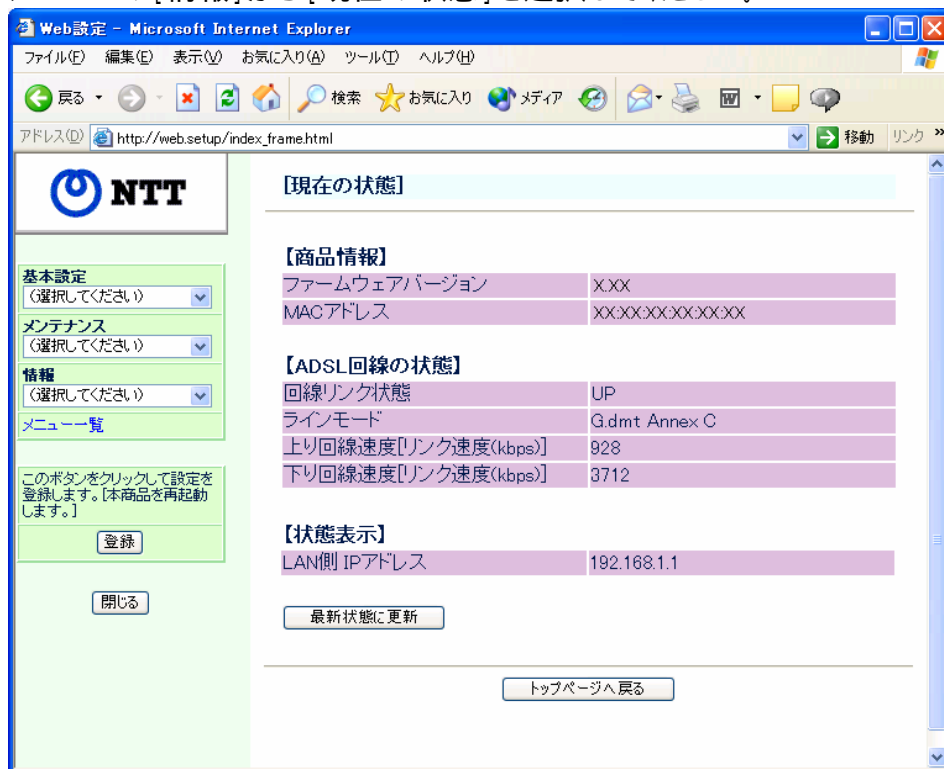 Web設定 - Microsoft Internet Explorer
ファイル(F) 編集(E) 表示(V) お気に入り(A) ツール(T) ヘルプ(H)
戻る 検索 お気に入り メディア
アドレス(D) http://web.setup/index_frame.html 移動 リンク »
NTT
基本設定
(選択してください)
メンテナンス
(選択してください)
情報
(選択してください)
メニュー一覧
このボタンをクリックして設定を
登録します。[本商品を再起動
します。]
登録
閉じる
[現在の状態]
【商品情報】
ファームウェアバージョン X.XX
MACアドレス XX:XX:XX:XX:XX:XX
【ADSL回線の状態】
回線リンク状態 UP
ラインモード G.dmt Annex C
上り回線速度[リンク速度(kbps)] 928
下り回線速度[リンク速度(kbps)] 3712
【状態表示】
LAN側 IPアドレス 192.168.1.1
最新状態に更新
トップページへ戻る